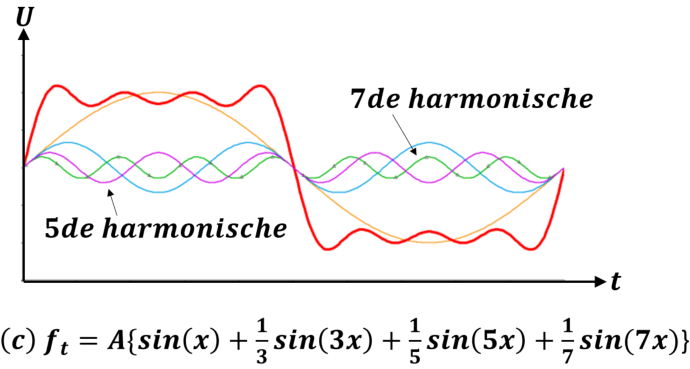 U
7de harmonische
5de harmonische
t
(c) f_t = A{sin(x) + 1/3 sin(3x) + 1/5 sin(5x) + 1/7 sin(7x)}